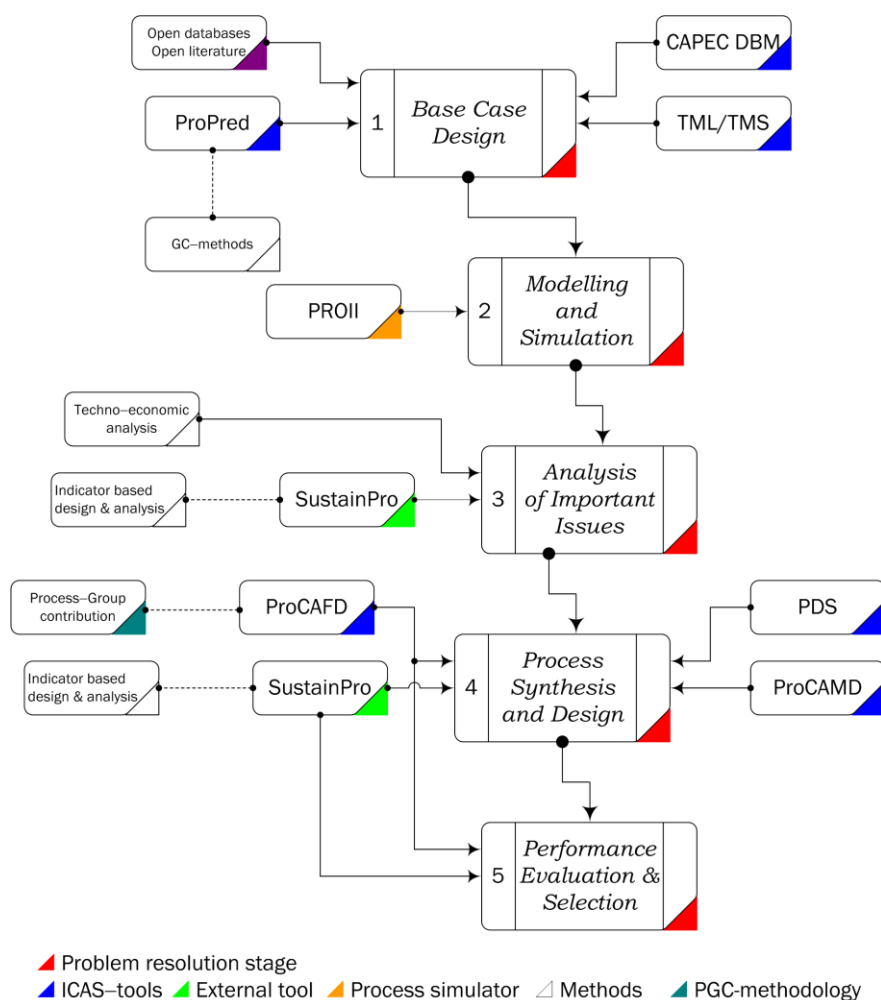 Open databases
Open literature
CAPEC DBM
ProPred
1
Base Case
Design
TML/TMS
GC–methods
PROII
2
Modelling
and
Simulation
Techno–economic
analysis
Indicator based
design & analysis
SustainPro
3
Analysis
of Important
Issues
Process–Group
contribution
ProCAFD
PDS
Indicator based
design & analysis
SustainPro
4
Process
Synthesis
and Design
ProCAMD
5
Performance
Evaluation &
Selection
Problem resolution stage
ICAS–tools External tool Process simulator Methods PGC-methodology